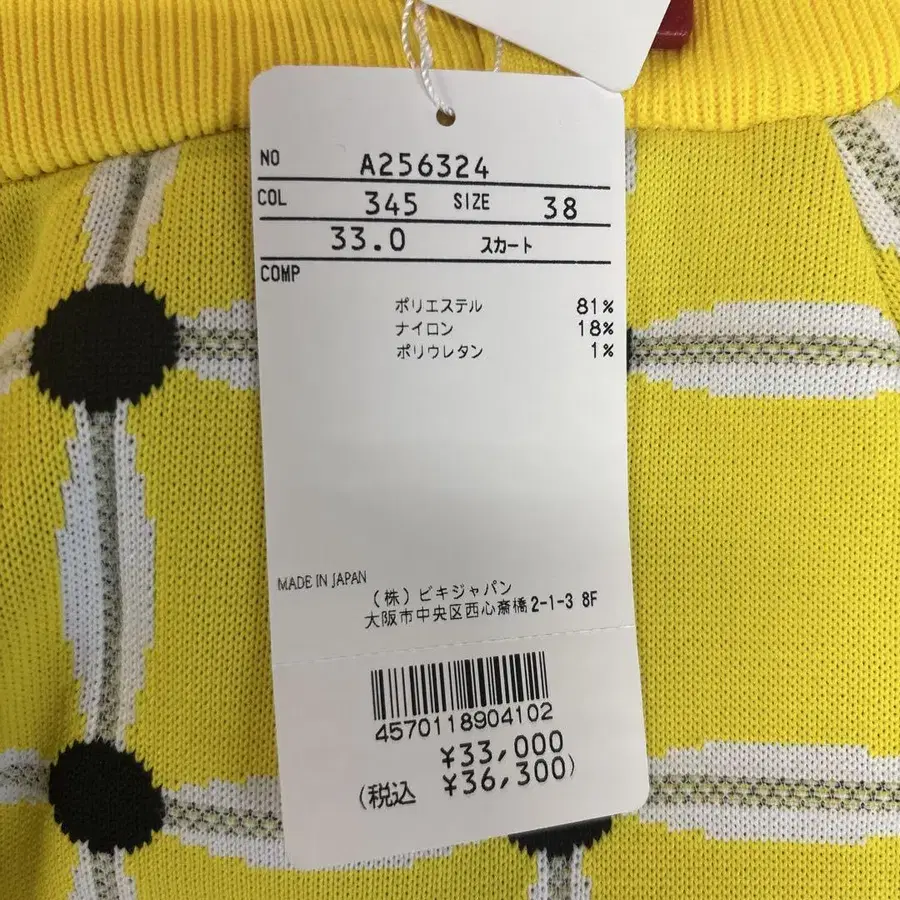 NO A256324
COL 345 SIZE 38
33.0 スカート
COMP
ポリエステル 81%
ナイロン 18%
ポリウレタン 1%
MADE IN JAPAN
(株)ビキジャパン
大阪市中央区西心斎橋2-1-3 8F
4570118904102
¥33,000
(税込 ¥36,300)